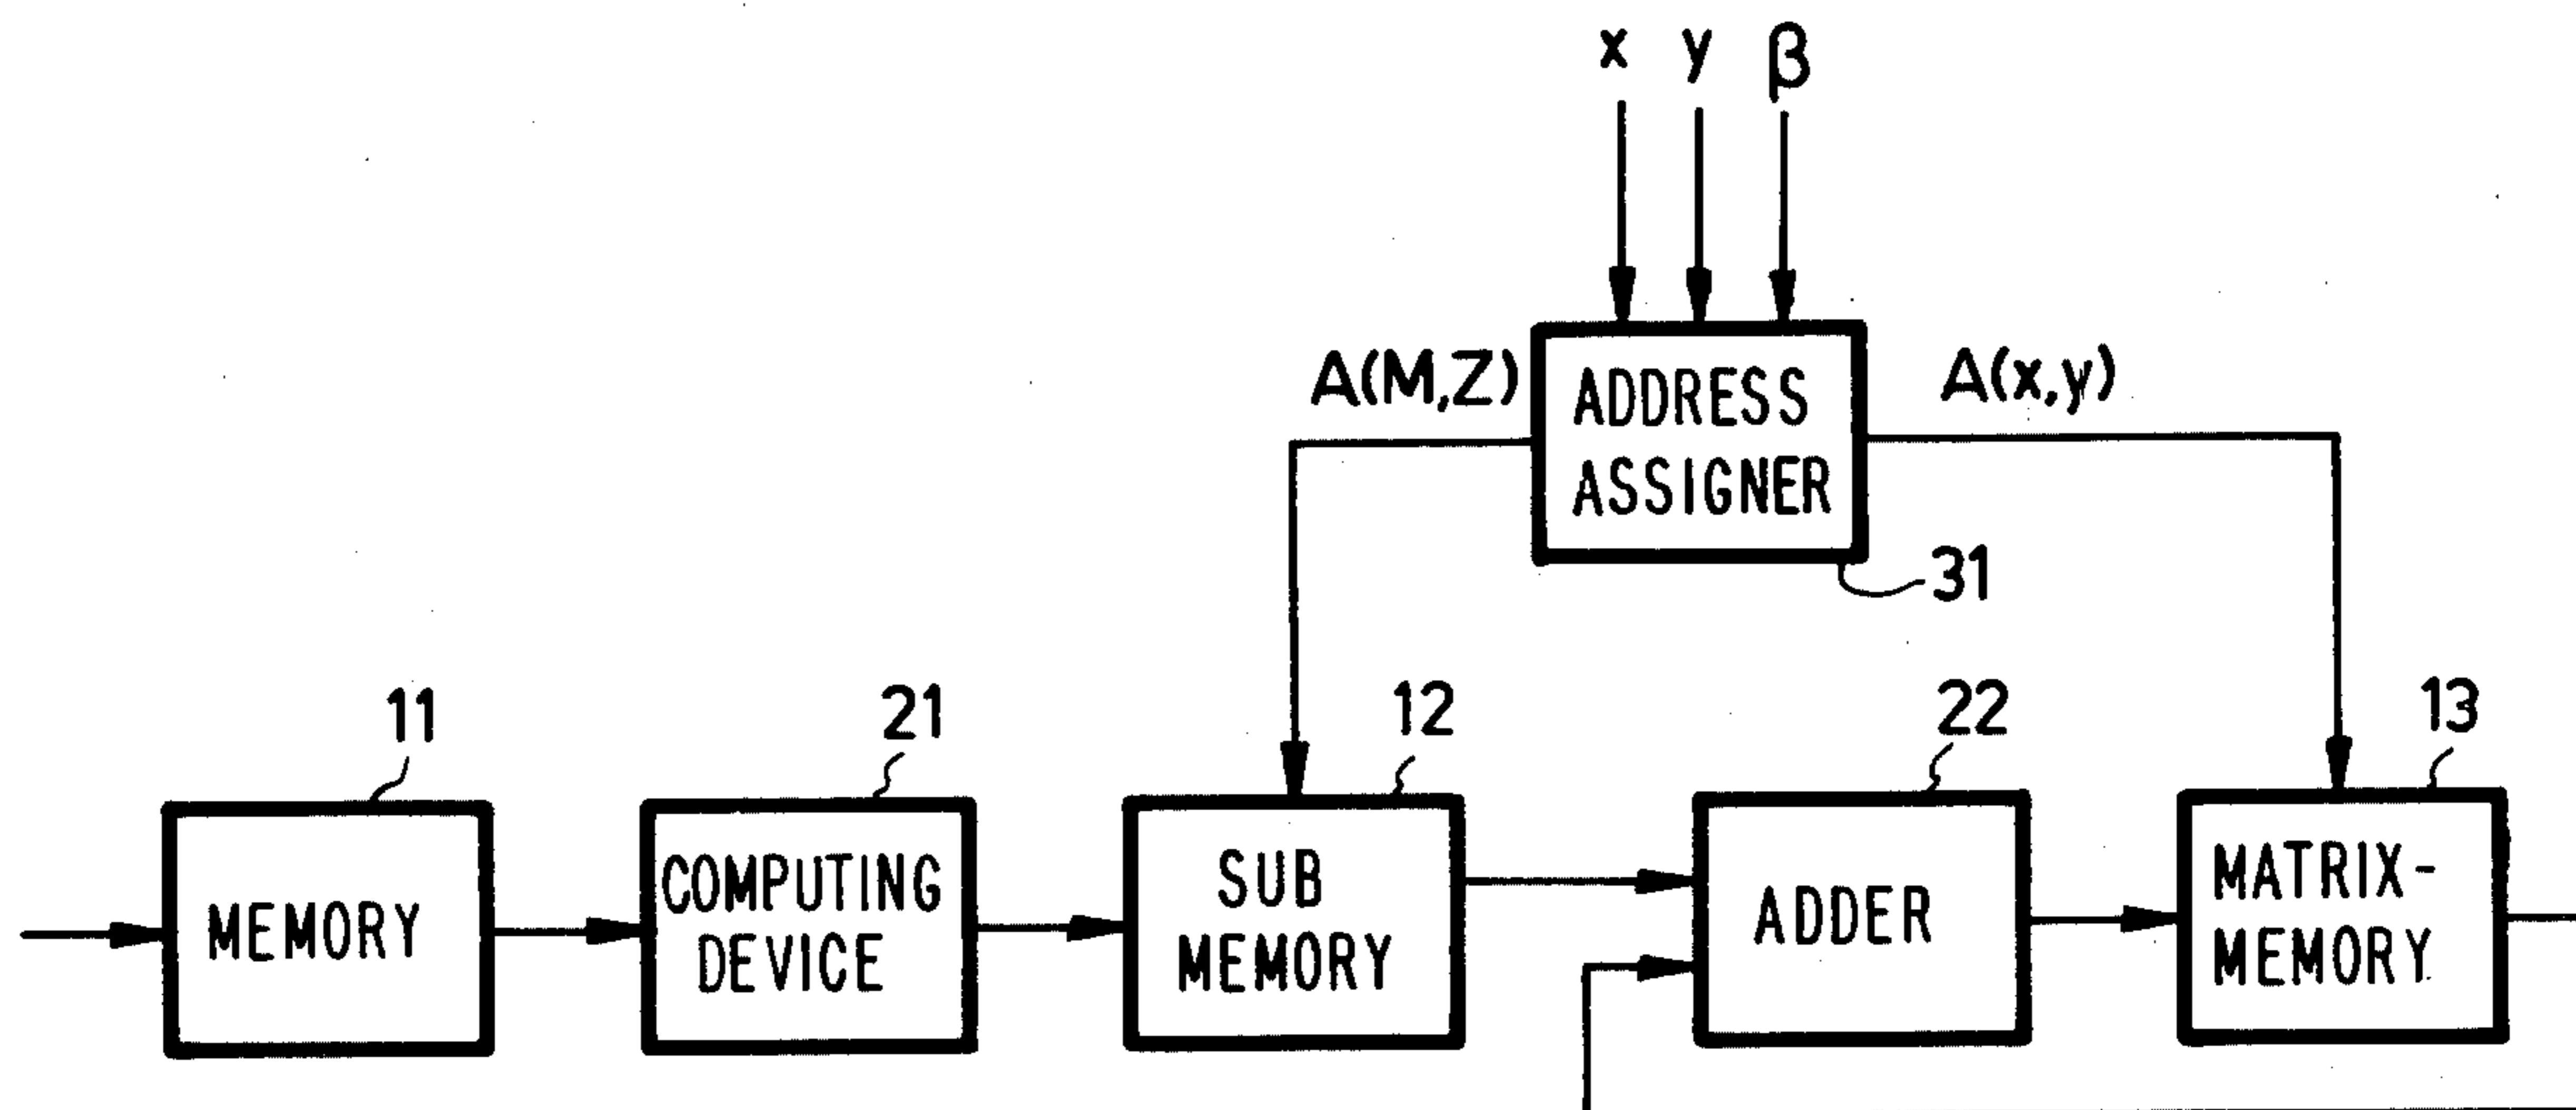 x y β
A(M,Z)
ADDRESS
ASSIGNER
A(x,y)
31
11
21
12
22
13
MEMORY
COMPUTING
DEVICE
SUB
MEMORY
ADDER
MATRIX-
MEMORY